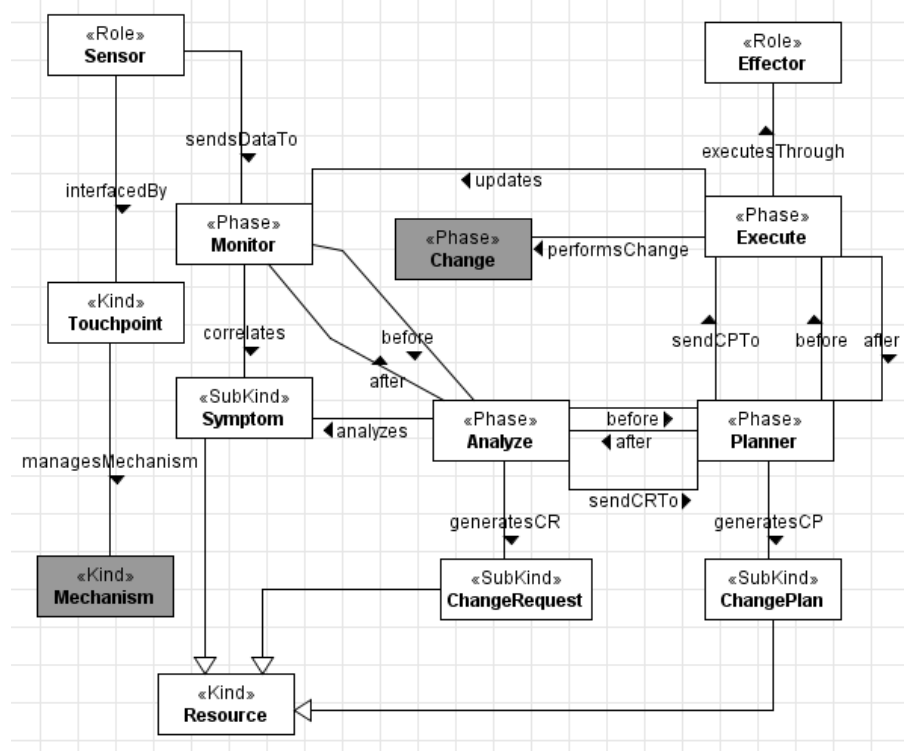 «Role»
Sensor
«Role»
Effector
sendsDataTo
executesThrough
interfacedBy
updates
«Phase»
Monitor
«Phase»
Change
performsChange
«Phase»
Execute
«Kind»
Touchpoint
correlates
before
after
sendCPTo
before
after
«SubKind»
Symptom
analyzes
«Phase»
Analyze
before
after
«Phase»
Planner
managesMechanism
sendCRTo
generatesCR
generatesCP
«Kind»
Mechanism
«SubKind»
ChangeRequest
«SubKind»
ChangePlan
«Kind»
Resource